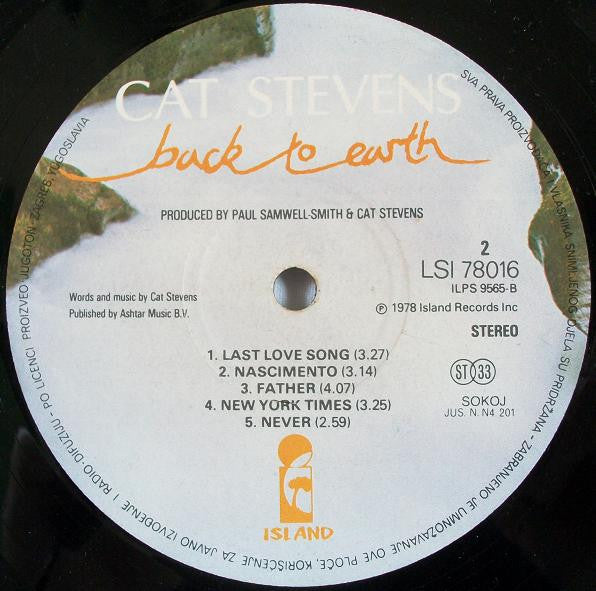 CAT STEVENS
back to earth
PRODUCED BY PAUL SAMWELL-SMITH & CAT STEVENS
2
LSI 78016
ILPS 9565-B
Words and music by Cat Stevens
Published by Ashtar Music B.V.
℗ 1978 Island Records Inc
STEREO
1. LAST LOVE SONG (3.27)
2. NASCIMENTO (3.14)
3. FATHER (4.07)
4. NEW YORK TIMES (3.25)
5. NEVER (2.59)
ST 33
SOKOJ
JUS. N. N4 201
ISLAND
SVA PRAVA PROIZVOĐAČA, VLASNIKA SNIMLJENOG DJELA SU PRIDRŽANA - ZABRANJENO JE UMNOŽAVANJE OVE PLOČE, KORIŠĆENJE ZA JAVNO IZVOĐENJE I RADIO-DIFUZIJU - PO LICENCI PROIZVEO JUGOTON-ZAGREB, YUGOSLAVIA